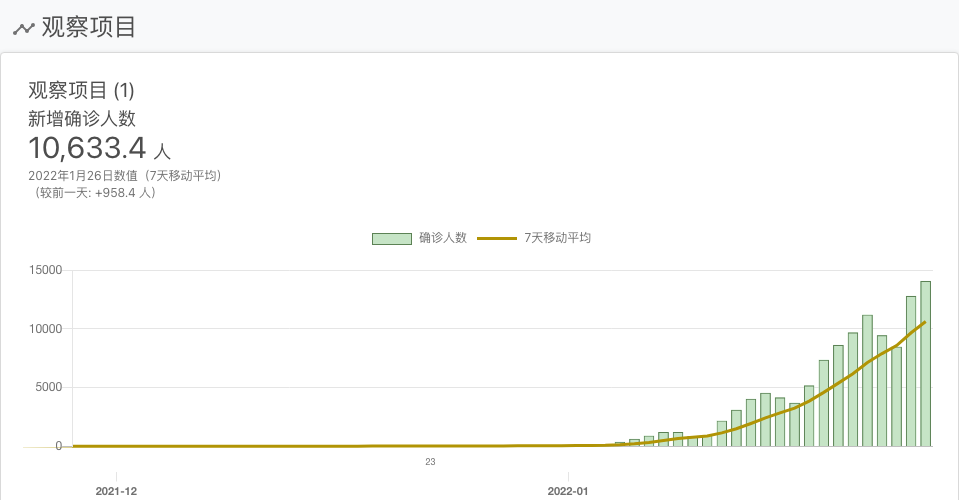 观察项目
观察项目 (1)
新增确诊人数
10,633.4 人
2022年1月26日数值（7天移动平均）
（较前一天: +958.4 人）
确诊人数 7天移动平均
15000
10000
5000
0
23
2021-12 2022-01